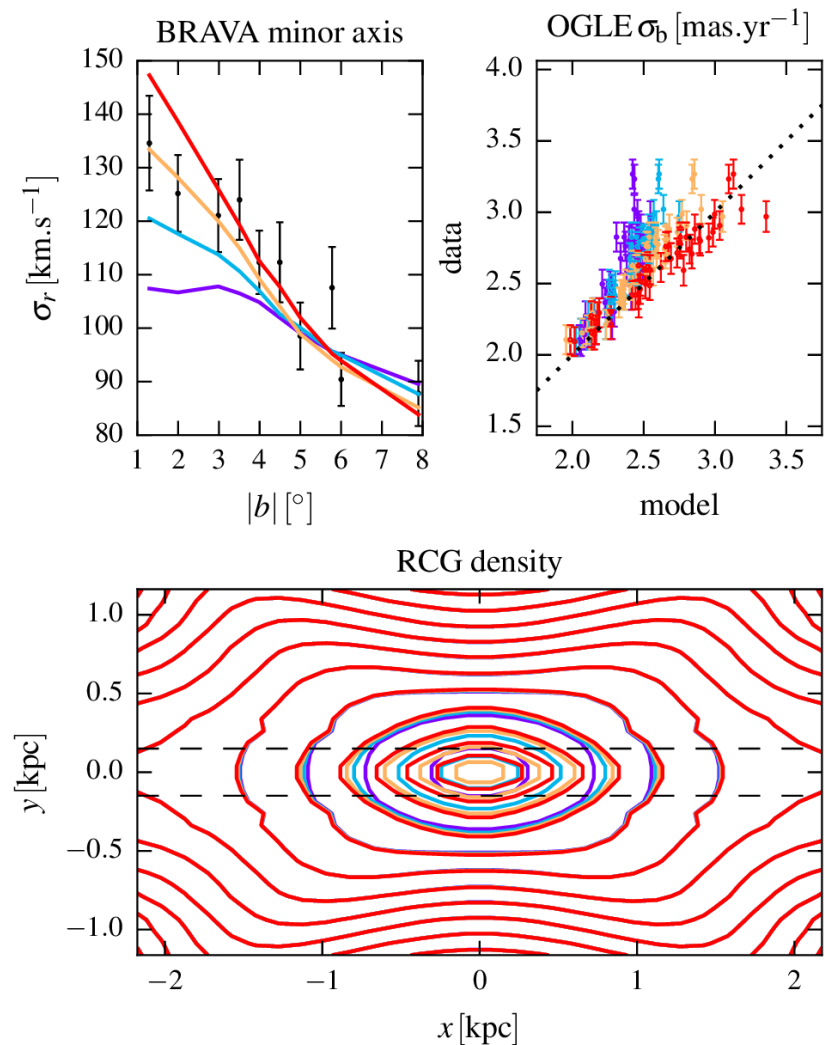 BRAVA minor axis
OGLE σb [mas.yr−1]
150
140
130
120
110
100
90
80
σr [km.s−1]
1 2 3 4 5 6 7 8
|b| [°]
4.0
3.5
3.0
2.5
2.0
1.5
data
2.0 2.5 3.0 3.5
model
RCG density
1.0
0.5
0.0
−0.5
−1.0
y [kpc]
−2 −1 0 1 2
x [kpc]